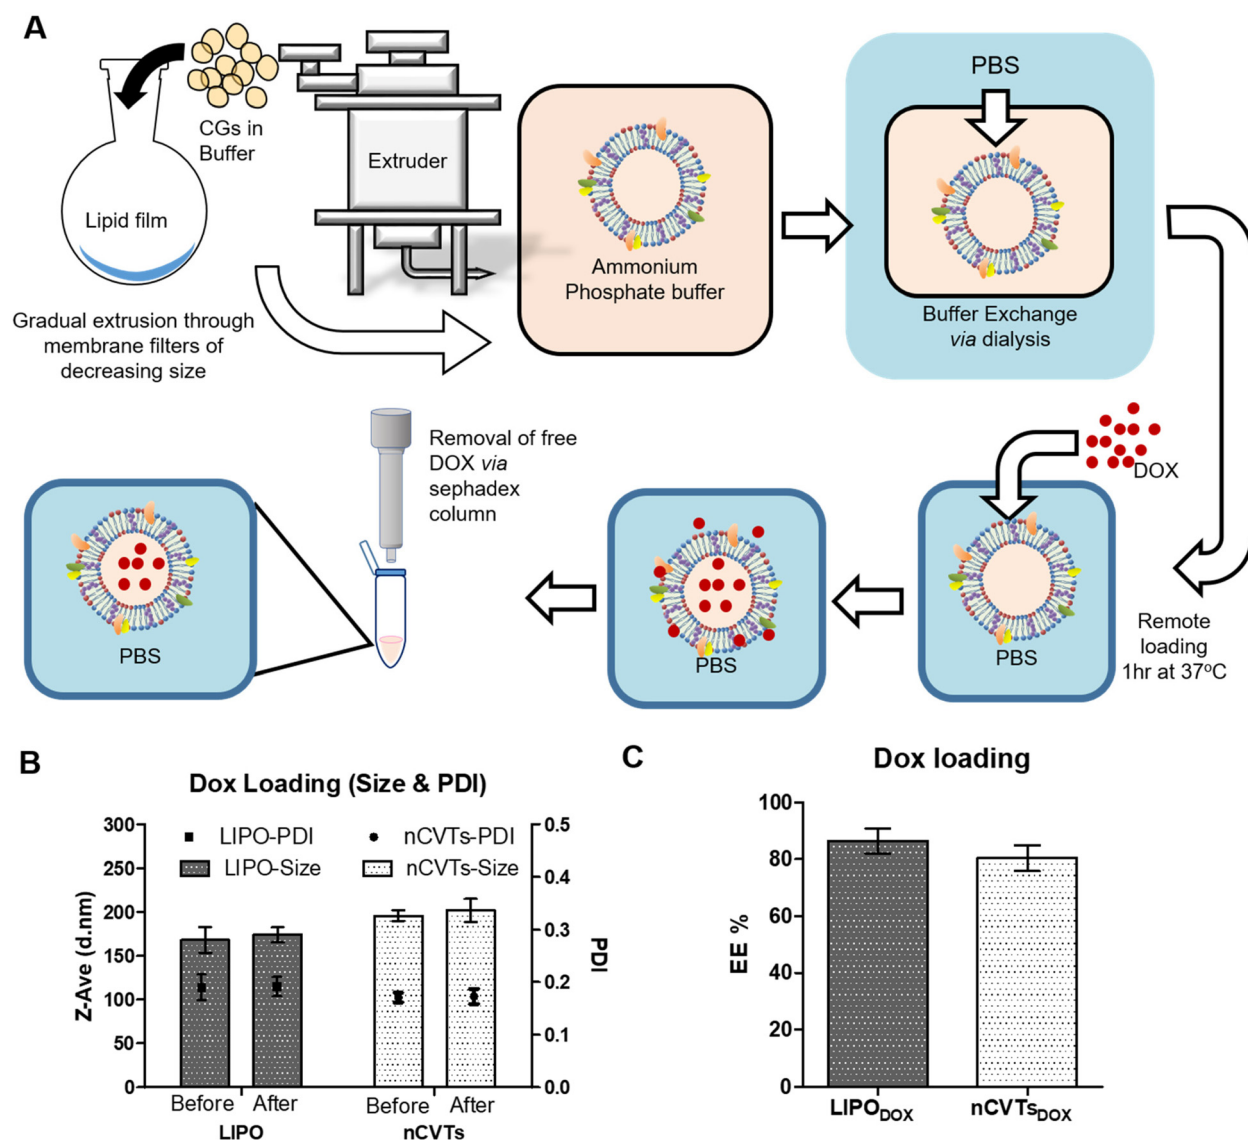 A
CGs in
Buffer
Lipid film
Extruder
Gradual extrusion through
membrane filters of
decreasing size
Ammonium
Phosphate buffer
PBS
Buffer Exchange
via dialysis
DOX
PBS
Remote
loading
1hr at 37°C
PBS
Removal of free
DOX via
sephadex
column
PBS
B
Dox Loading (Size & PDI)
LIPO-PDI
nCVTs-PDI
LIPO-Size
nCVTs-Size
Z-Ave (d.nm)
300
250
200
150
100
50
0
PDI
0.5
0.4
0.3
0.2
0.1
0.0
Before After Before After
LIPO nCVTs
C
Dox loading
EE %
100
80
60
40
20
0
LIPO_DOX nCVTs_DOX